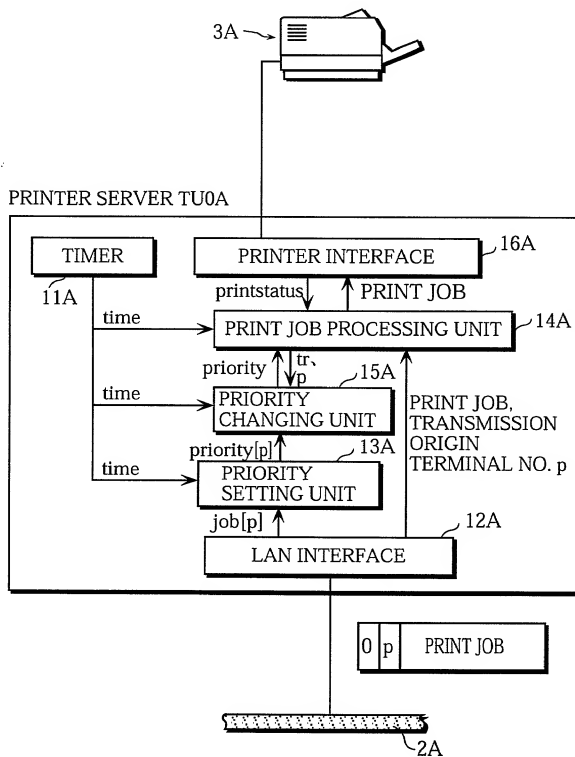 3A
PRINTER SERVER TU0A
TIMER
PRINTER INTERFACE
16A
11A
printstatus
PRINT JOB
time
PRINT JOB PROCESSING UNIT
14A
priority
tr、
p
15A
time
PRIORITY
CHANGING UNIT
PRINT JOB,
TRANSMISSION
ORIGIN
TERMINAL NO. p
priority[p]
13A
time
PRIORITY
SETTING UNIT
job[p]
12A
LAN INTERFACE
0 p PRINT JOB
2A